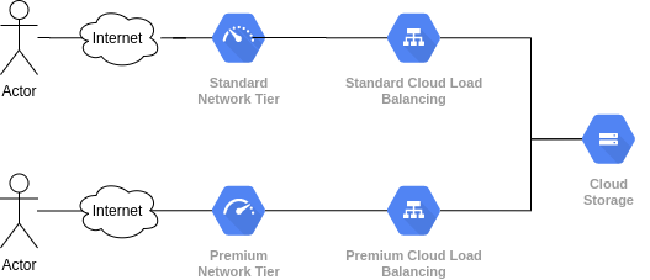 Internet
Actor
Standard
Network Tier
Standard Cloud Load
Balancing
Cloud
Storage
Internet
Actor
Premium
Network Tier
Premium Cloud Load
Balancing